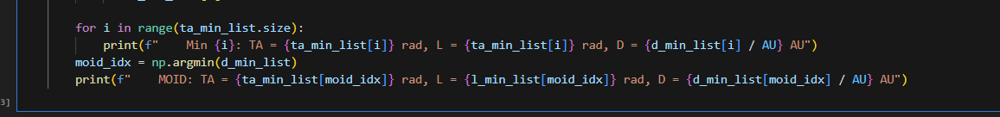 for i in range(ta_min_list.size):
    print(f"    Min {i}: TA = {ta_min_list[i]} rad, L = {ta_min_list[i]} rad, D = {d_min_list[i] / AU} AU")
moid_idx = np.argmin(d_min_list)
print(f"    MOID: TA = {ta_min_list[moid_idx]} rad, L = {l_min_list[moid_idx]} rad, D = {d_min_list[moid_idx] / AU} AU")
3]